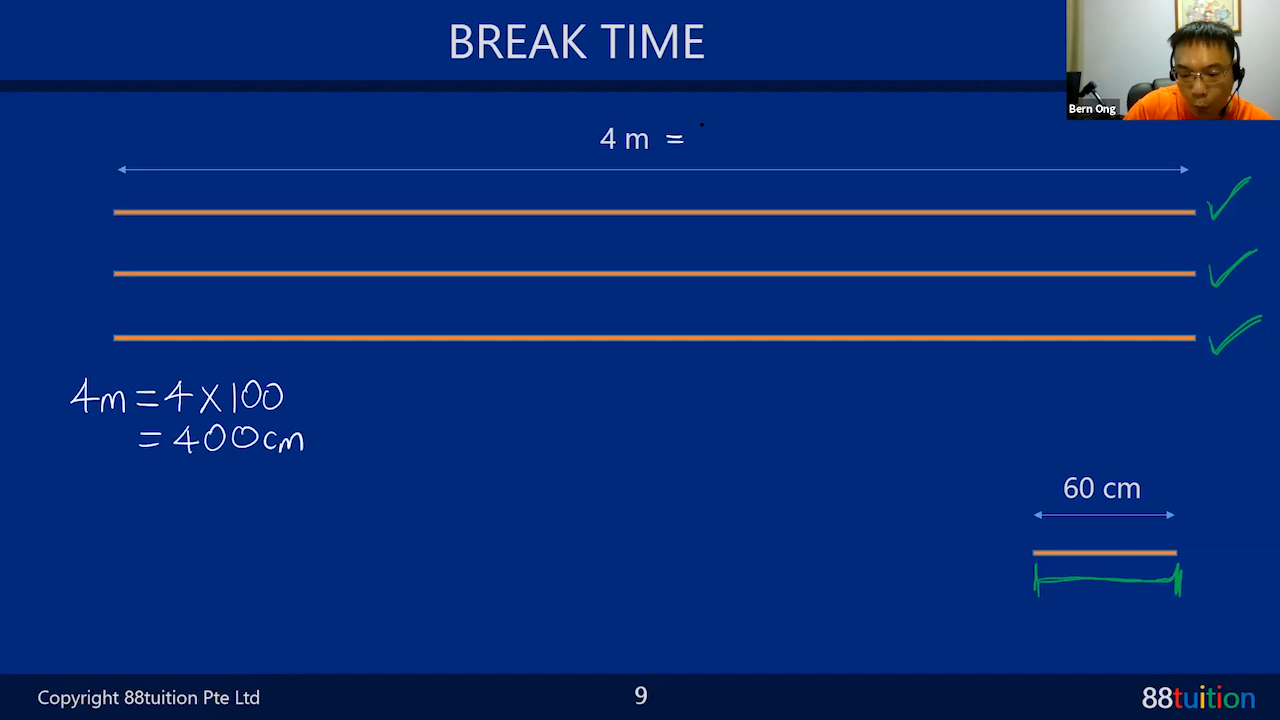 BREAK TIME
Bern Ong
4 m =
4m = 4 × 100
= 400cm
60 cm
Copyright 88tuition Pte Ltd
9
88tuition